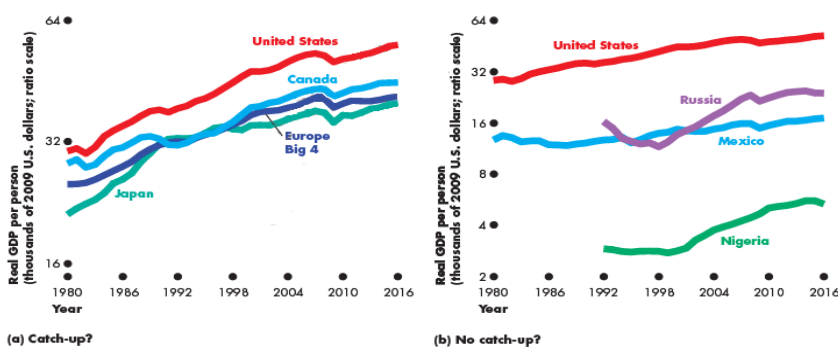 Real GDP per person
(thousands of 2009 U.S. dollars; ratio scale)
64
32
16
United States
Canada
Europe
Big 4
Japan
1980 1986 1992 1998 2004 2010 2016
Year
(a) Catch-up?
Real GDP per person
(thousands of 2009 U.S. dollars; ratio scale)
64
32
16
8
4
2
United States
Russia
Mexico
Nigeria
1980 1986 1992 1998 2004 2010 2016
Year
(b) No catch-up?